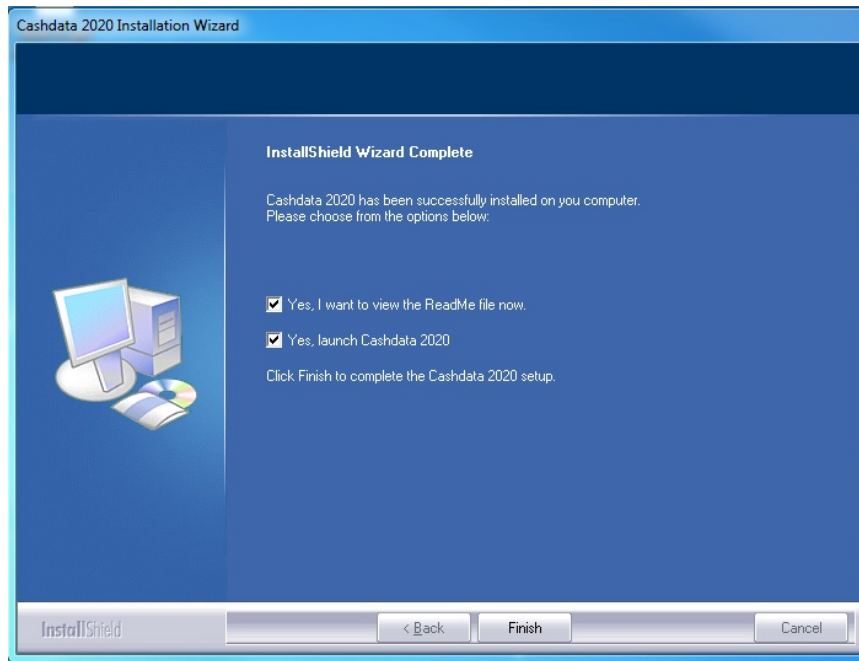 Cashdata 2020 Installation Wizard
InstallShield Wizard Complete
Cashdata 2020 has been successfully installed on you computer.
Please choose from the options below:
Yes, I want to view the ReadMe file now.
Yes, launch Cashdata 2020
Click Finish to complete the Cashdata 2020 setup.
InstallShield
< Back
Finish
Cancel